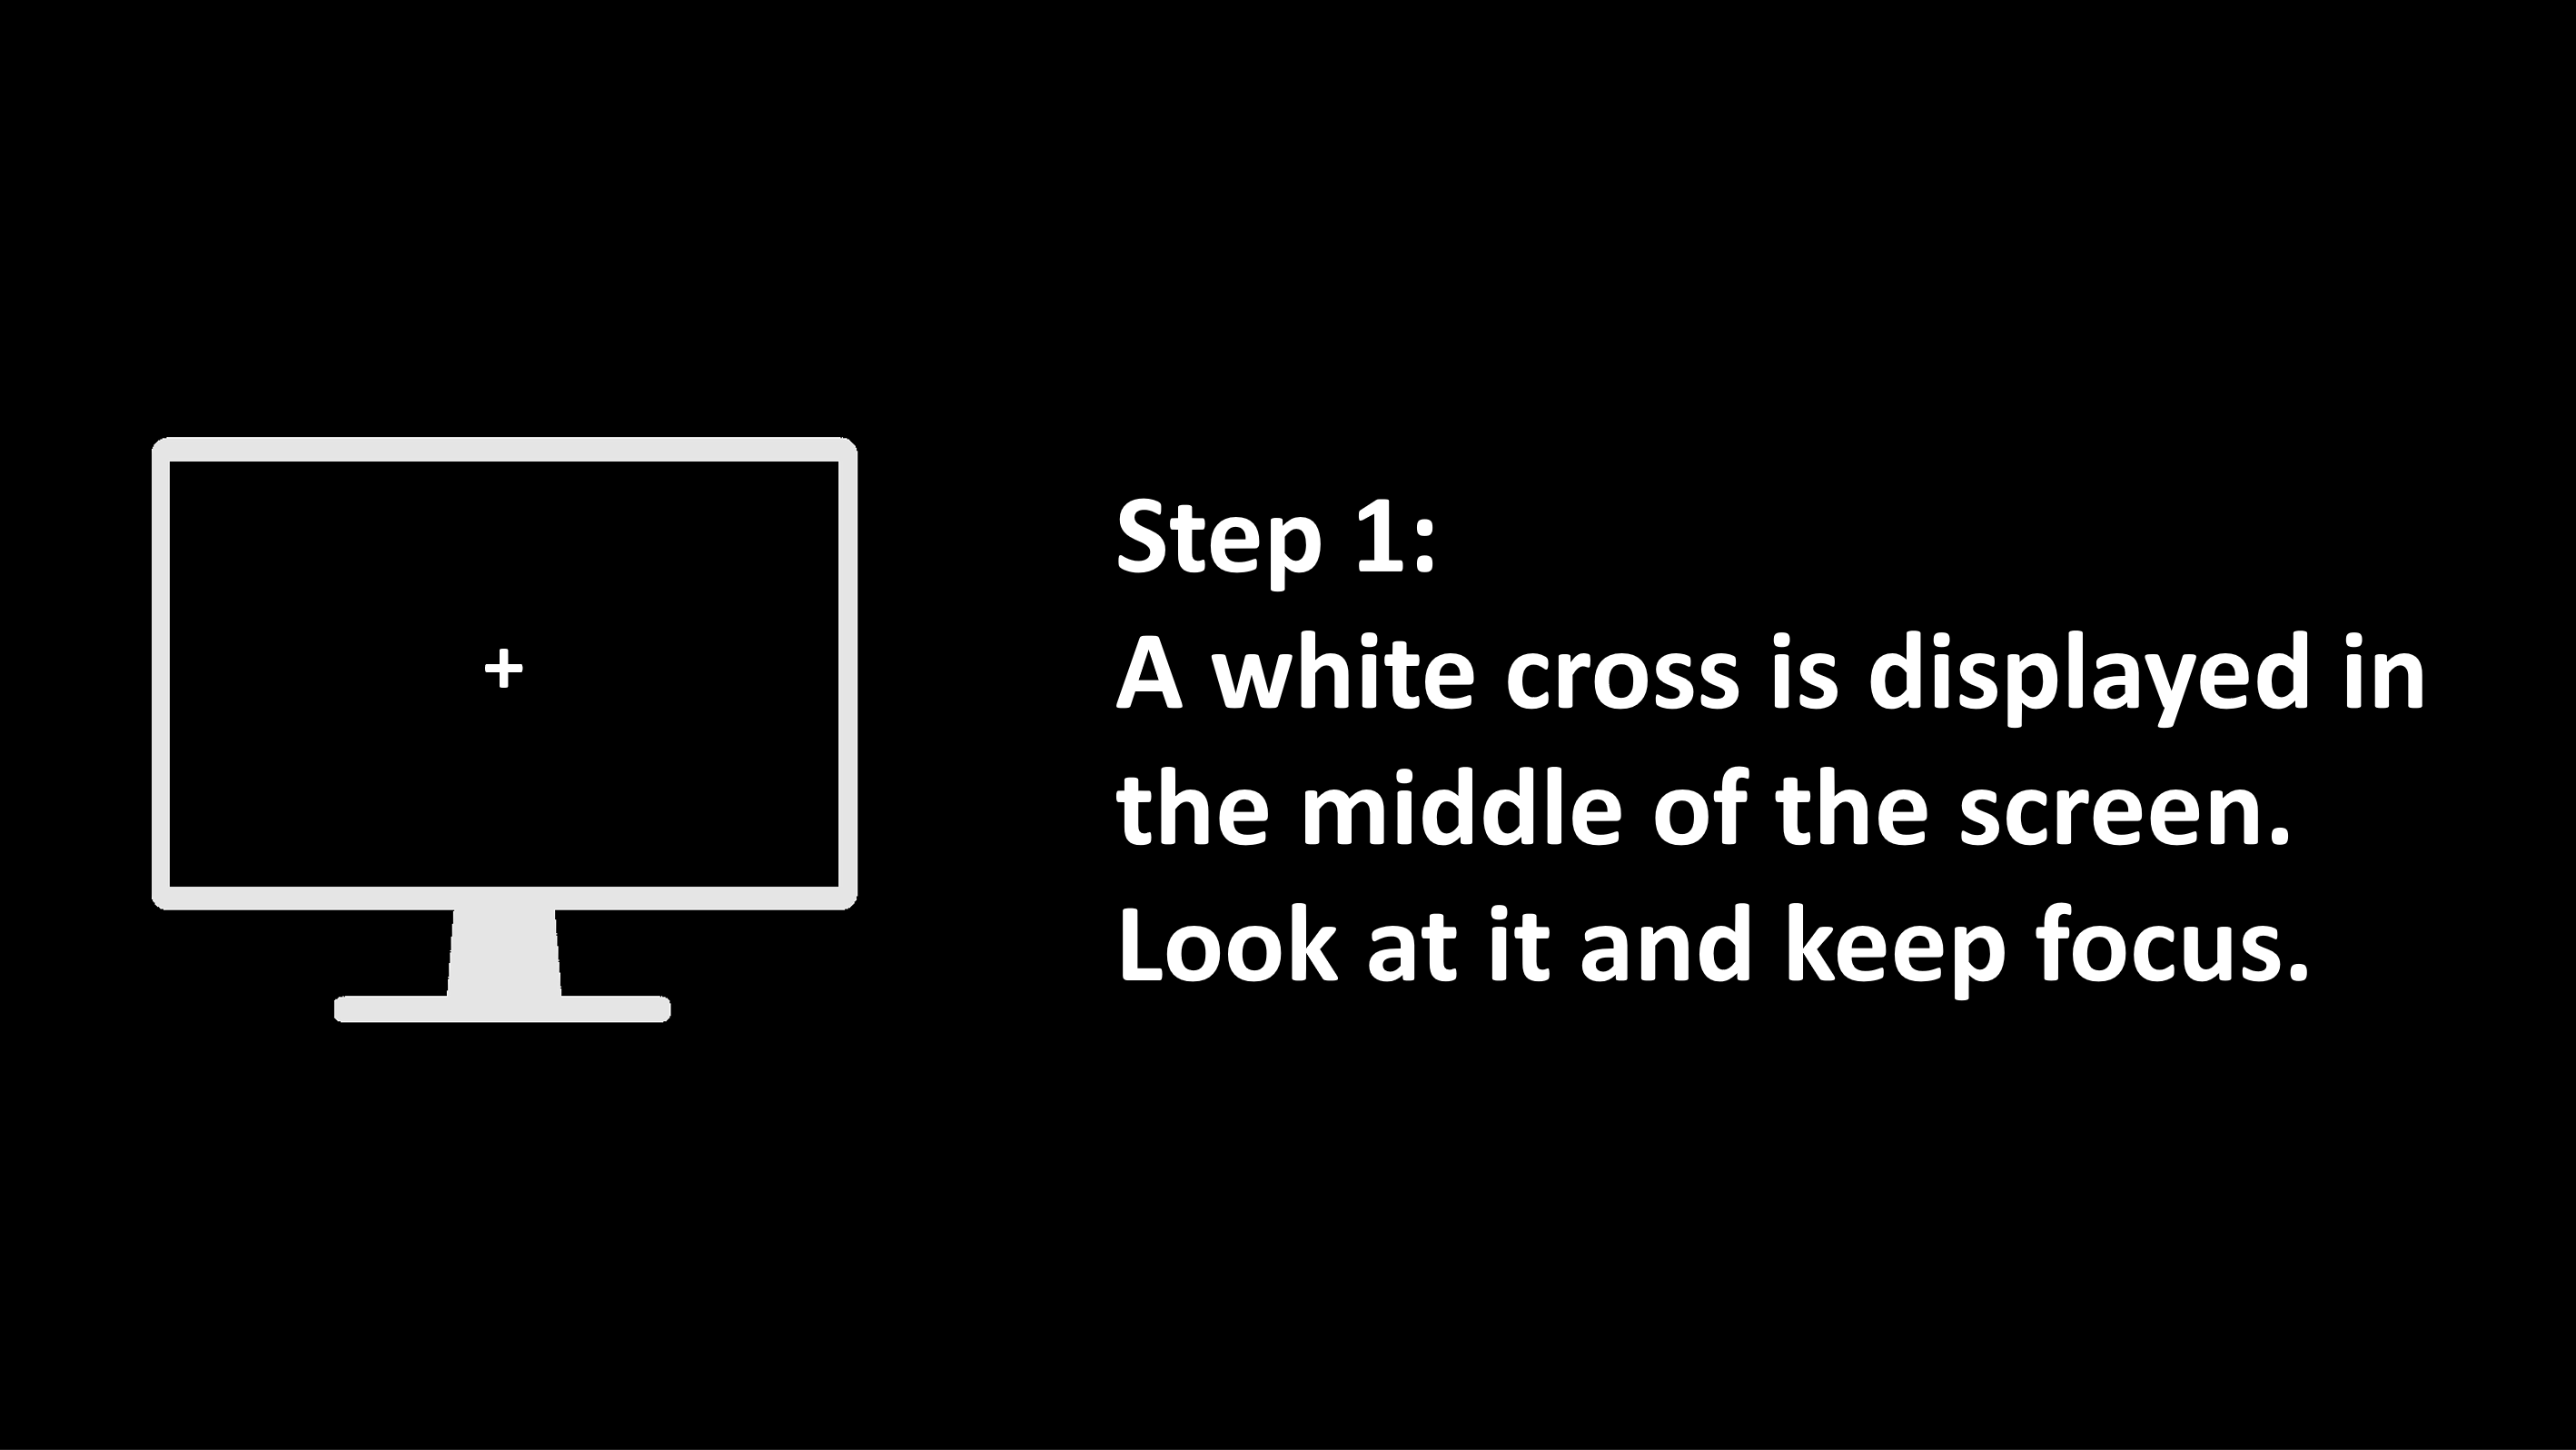 +
Step 1:
A white cross is displayed in
the middle of the screen.
Look at it and keep focus.